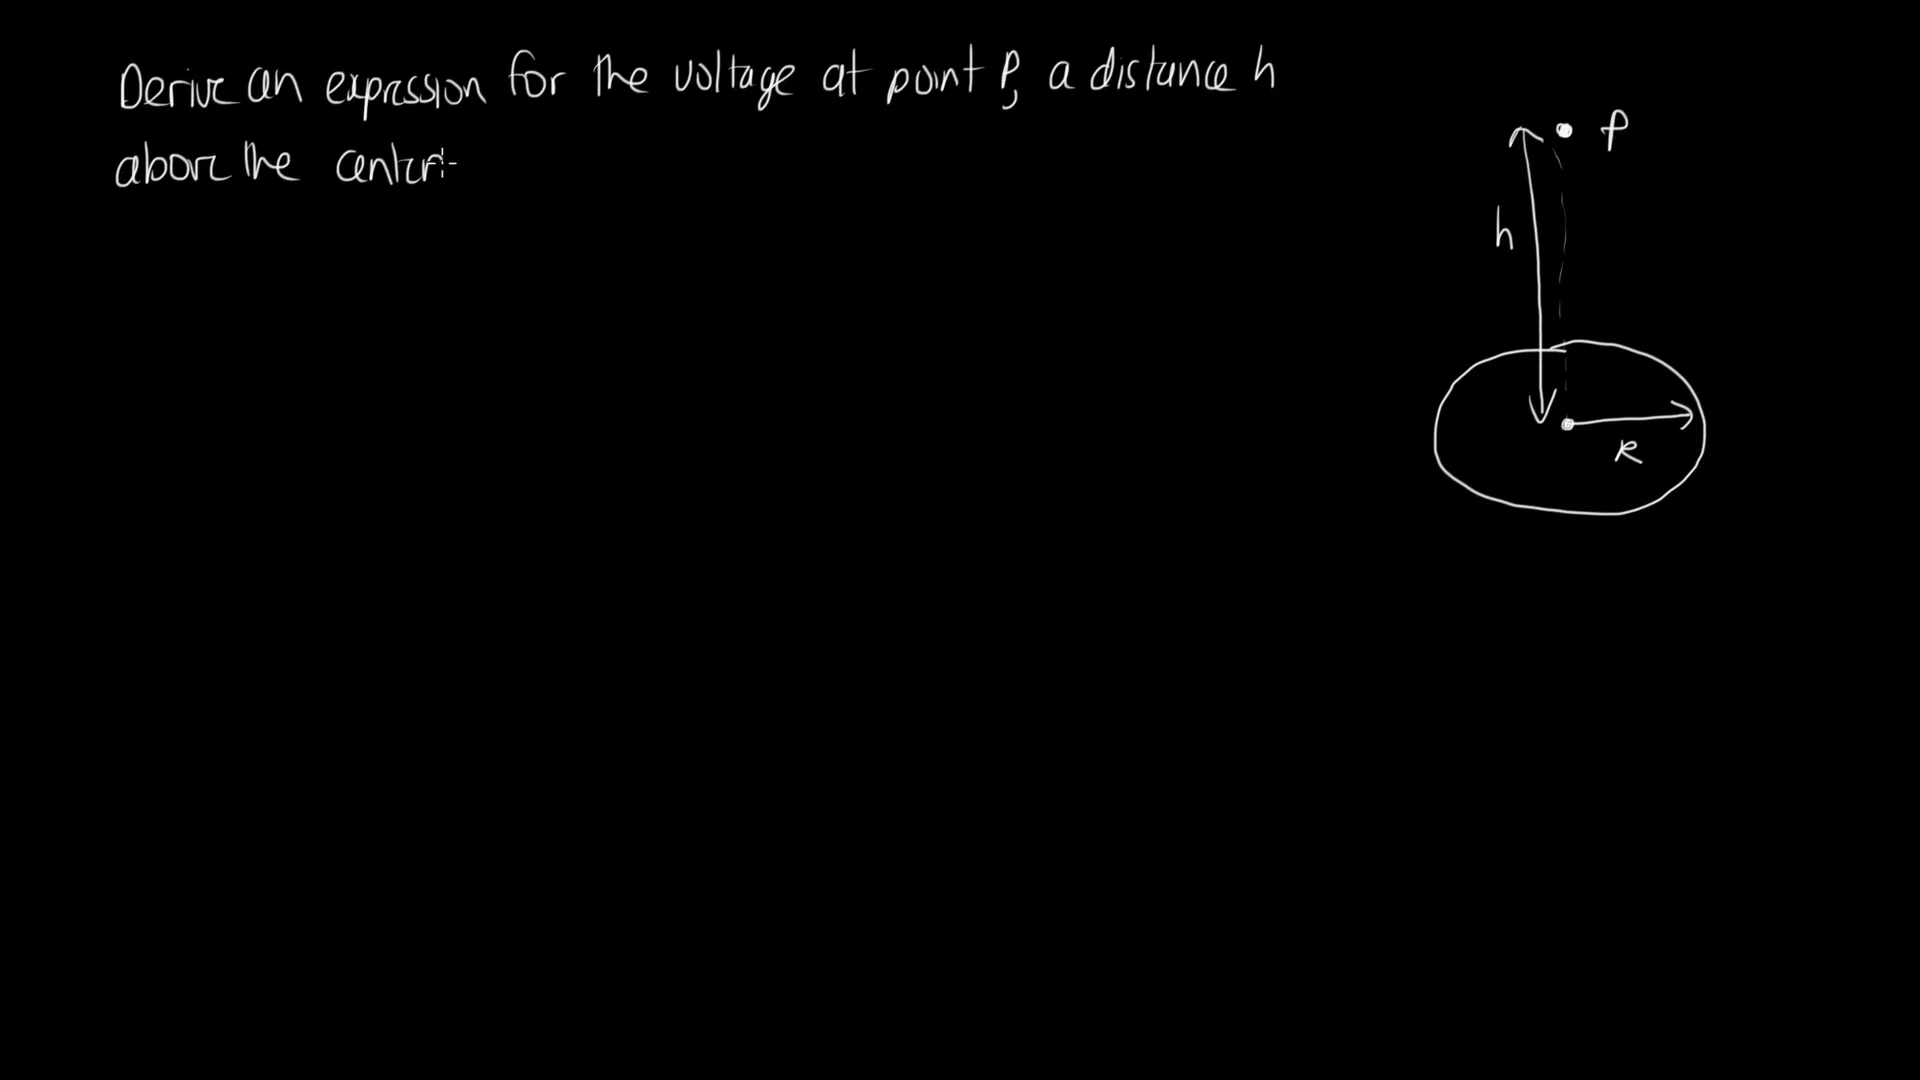 Derive an expression for the voltage at point P, a distance h
above the center
P
h
R